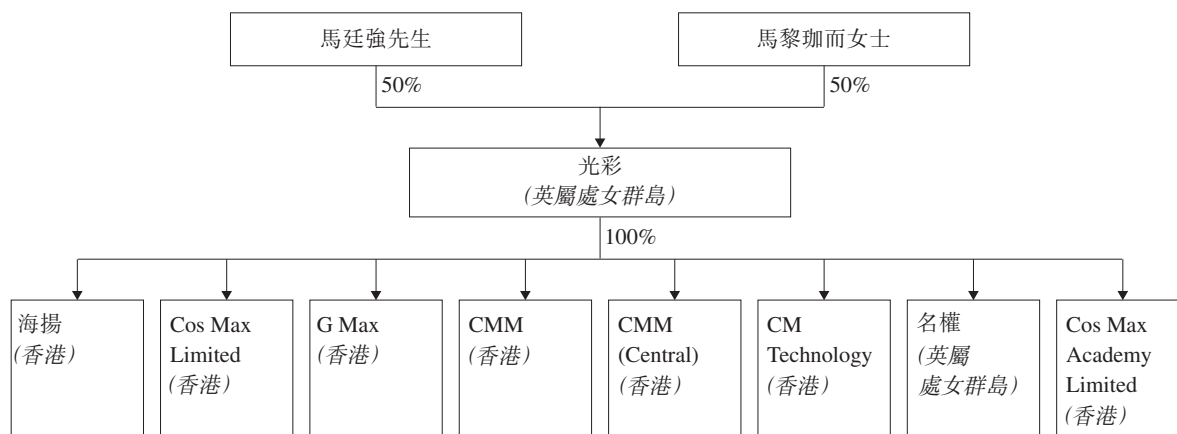 馬廷強先生
馬黎珈而女士
50%
50%
光彩
(英屬處女群島)
100%
海揚
(香港)
Cos Max
Limited
(香港)
G Max
(香港)
CMM
(香港)
CMM
(Central)
(香港)
CM
Technology
(香港)
名權
(英屬
處女群島)
Cos Max
Academy
Limited
(香港)